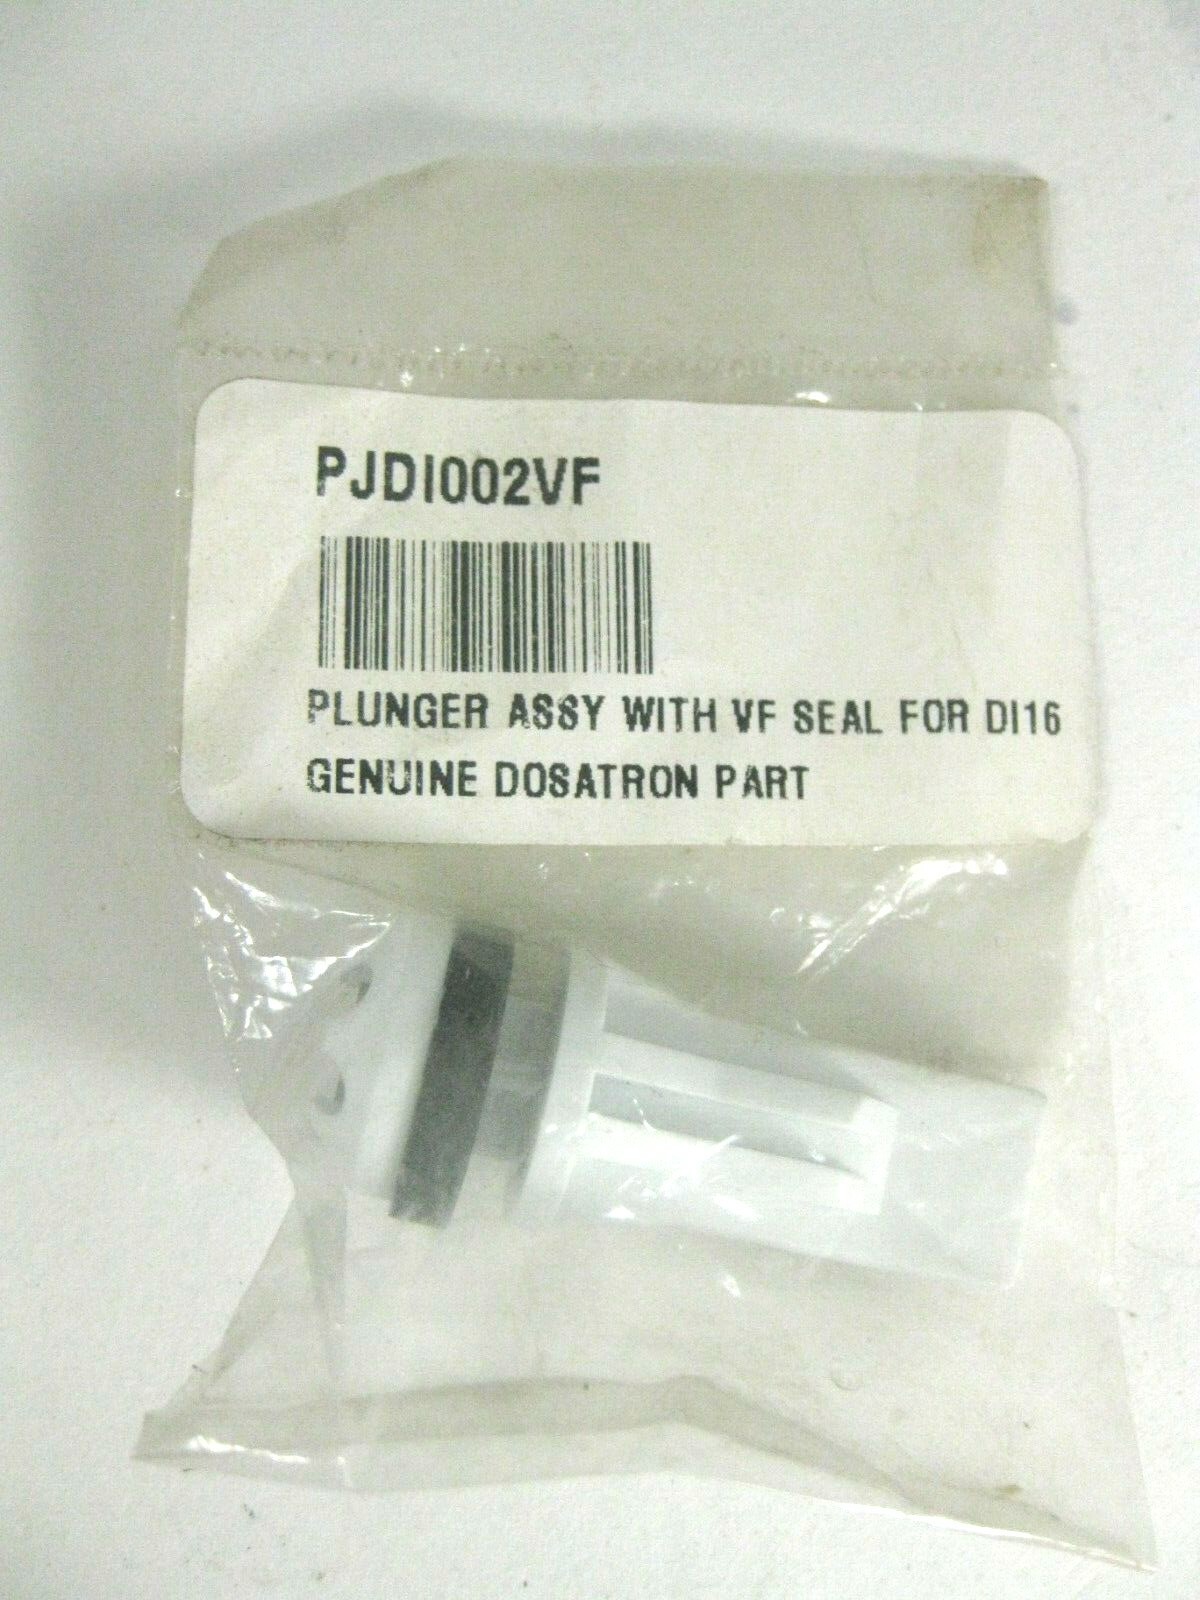 PJDI002VF
PLUNGER ASSY WITH VF SEAL FOR DI16
GENUINE DOSATRON PART